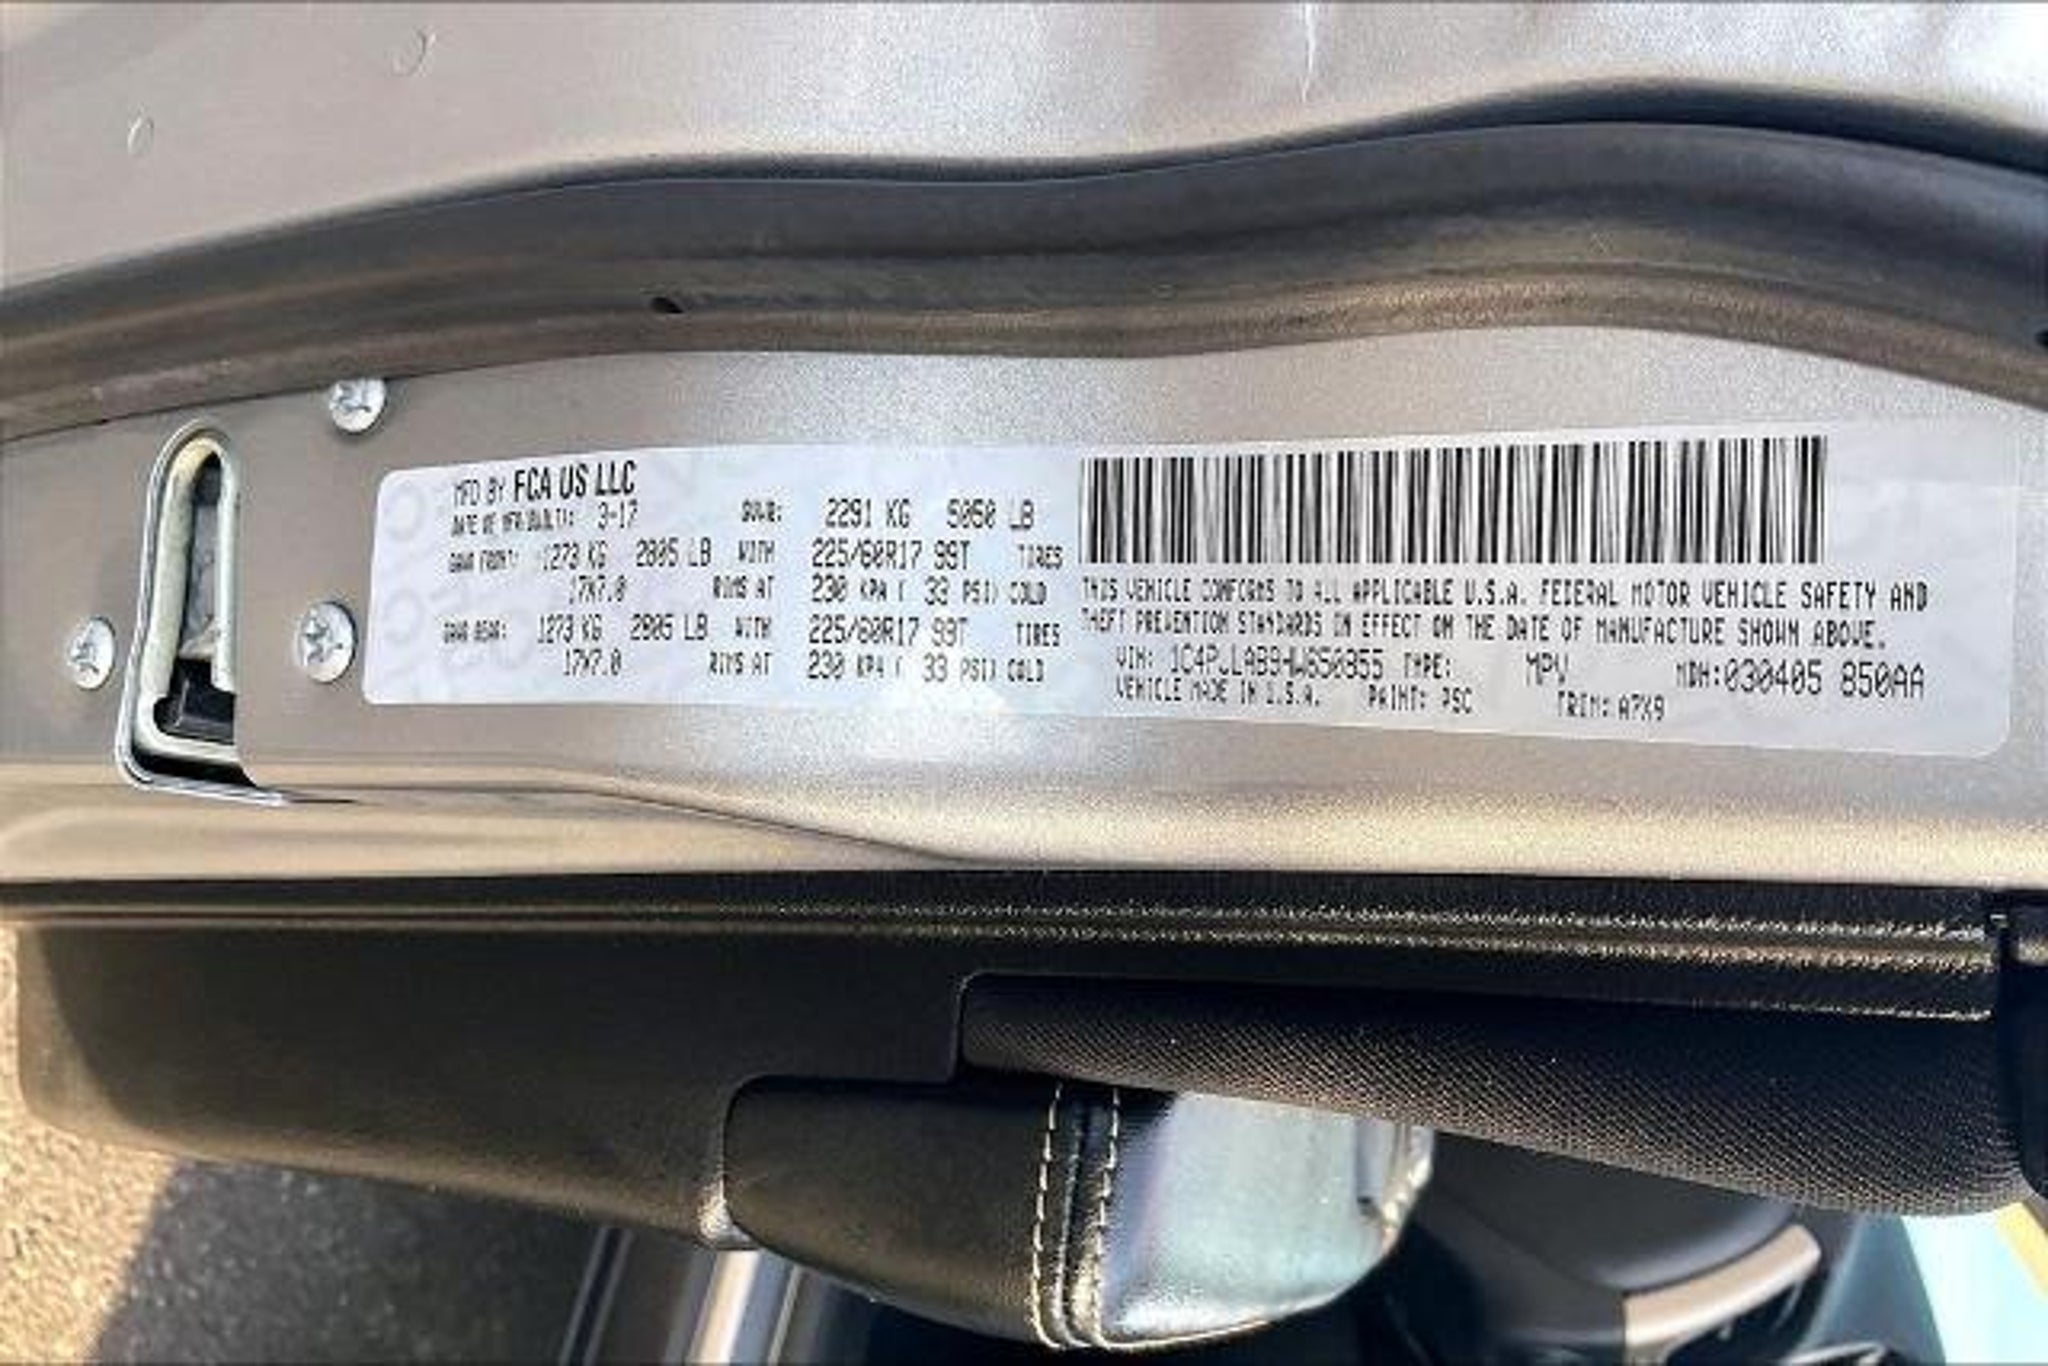 MFD BY FCA US LLC
DATE OF MFR 3-17 GVWR: 2291 KG 5050 LB
GAWR FRONT: 1273 KG 2805 LB WITH 225/60R17 99T TIRES
17X7.0 RIMS AT 230 KPA ( 33 PSI) COLD
GAWR REAR: 1273 KG 2805 LB WITH 225/60R17 99T TIRES
17X7.0 RIMS AT 230 KPA ( 33 PSI) COLD
THIS VEHICLE CONFORMS TO ALL APPLICABLE U.S.A. FEDERAL MOTOR VEHICLE SAFETY AND
THEFT PREVENTION STANDARDS IN EFFECT ON THE DATE OF MANUFACTURE SHOWN ABOVE.
VIN: 1C4PJLAB9HW650855 TYPE: MPV MDH:030405 850AA
VEHICLE MADE IN U.S.A. PAINT: PSC TRIM: A7X9